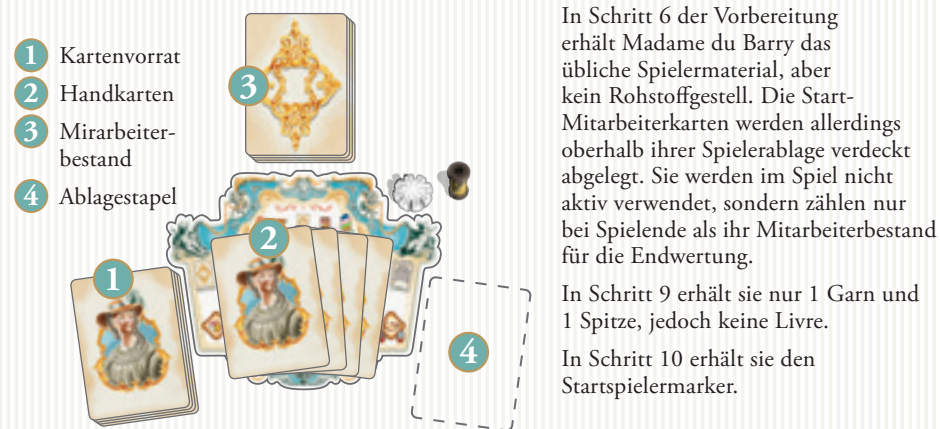 1 Kartenvorrat
2 Handkarten
3 Mirarbeiter-
bestand
4 Ablagestapel
3
2
1
4
In Schritt 6 der Vorbereitung
erhält Madame du Barry das
übliche Spielermaterial, aber
kein Rohstoffgestell. Die Start-
Mitarbeiterkarten werden allerdings
oberhalb ihrer Spielerablage verdeckt
abgelegt. Sie werden im Spiel nicht
aktiv verwendet, sondern zählen nur
bei Spielende als ihr Mitarbeiterbestand
für die Endwertung.
In Schritt 9 erhält sie nur 1 Garn und
1 Spitze, jedoch keine Livre.
In Schritt 10 erhält sie den
Startspielermarker.